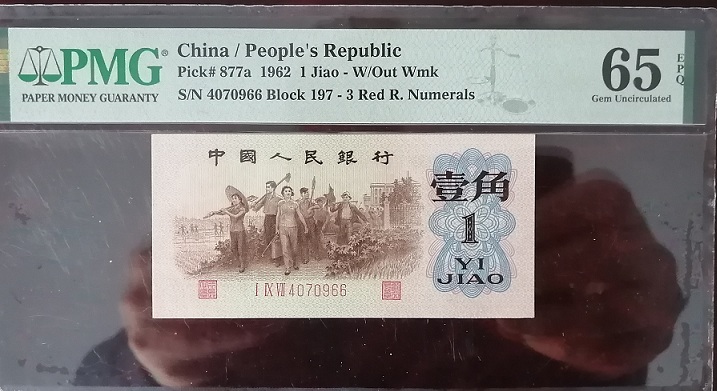 PMG
PAPER MONEY GUARANTY
China / People's Republic
Pick# 877a 1962 1 Jiao - W/Out Wmk
S/N 4070966 Block 197 - 3 Red R. Numerals
65 EPQ
Gem Uncirculated
中國人民銀行
壹角
1
YI
JIAO
I IX VII 4070966